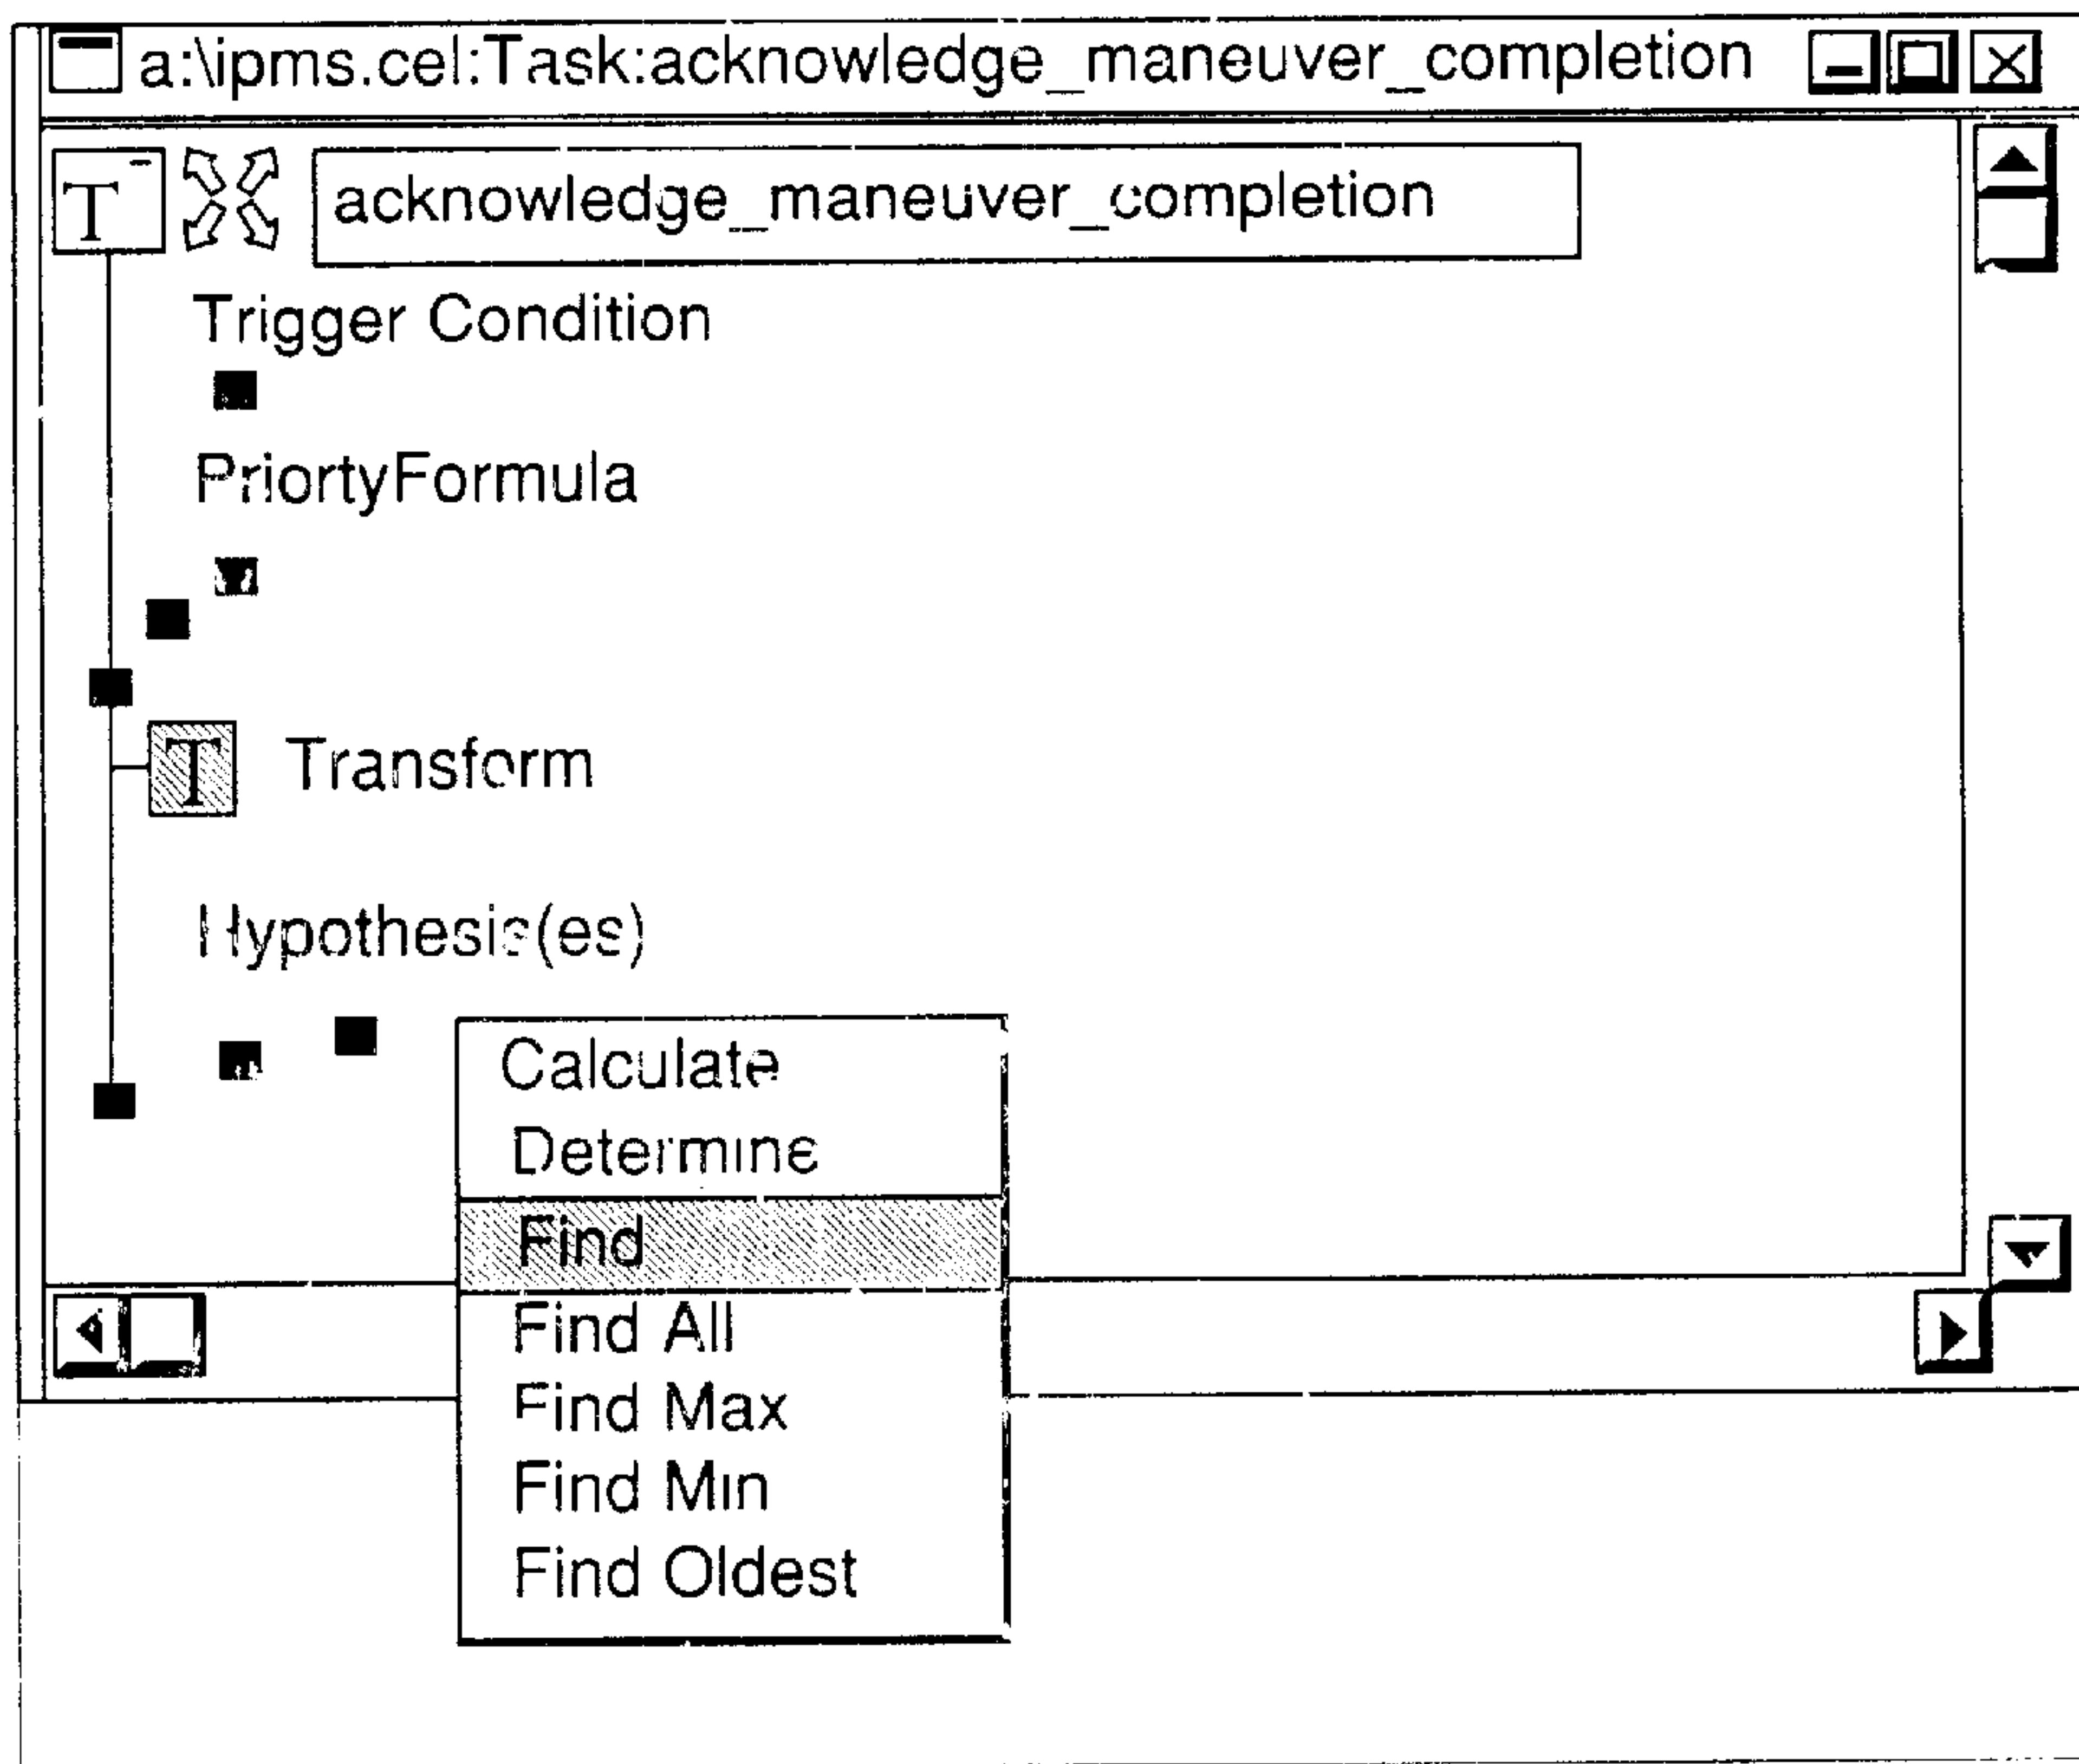 a:\ipms.cel:Task:acknowledge_maneuver_completion
T acknowledge_maneuver_completion
Trigger Condition
PriortyFormula
T Transform
Hypothesis(es)
Calculate
Determine
Find
Find All
Find Max
Find Min
Find Oldest